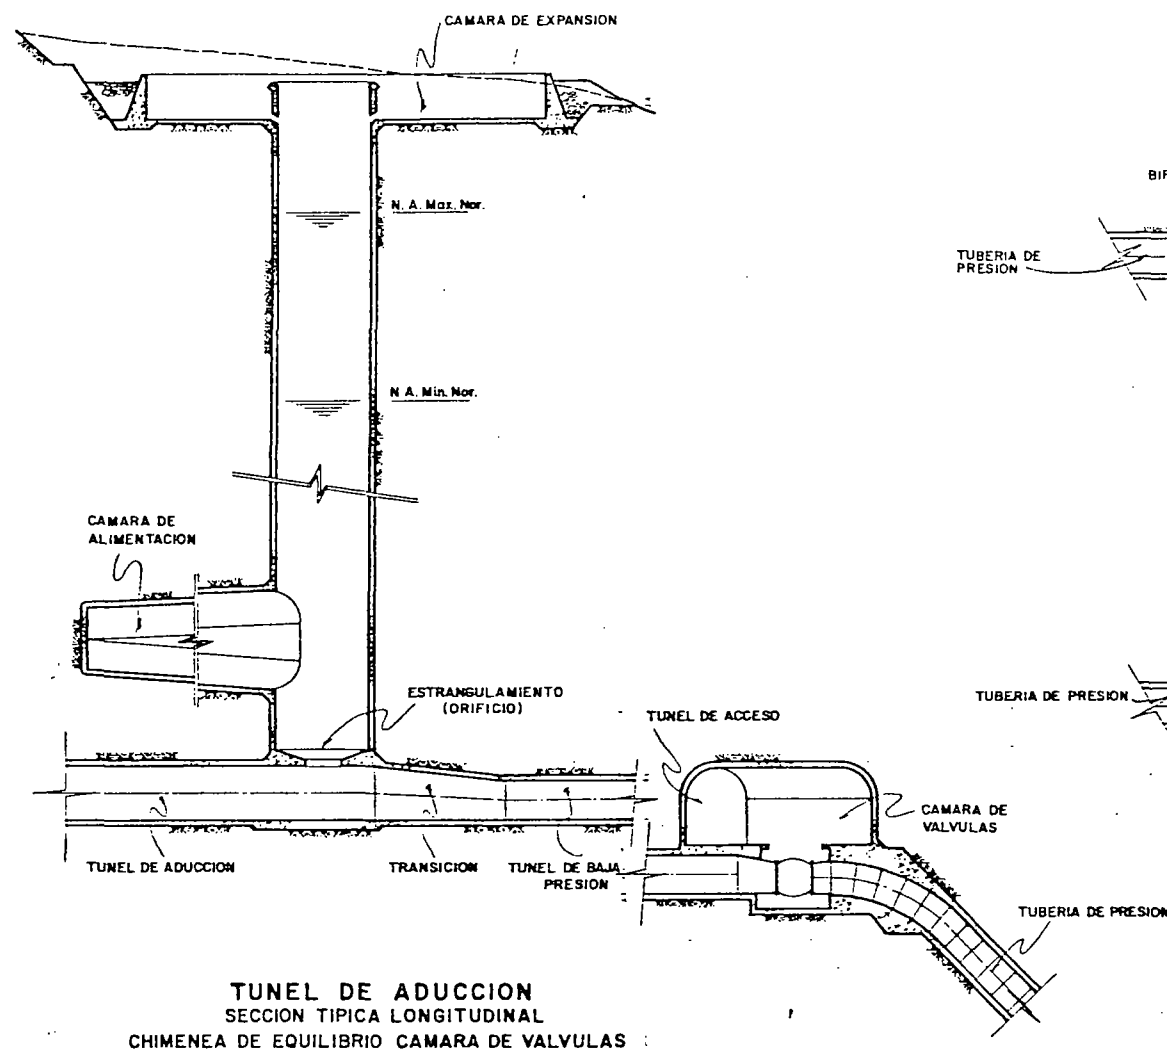 CAMARA DE EXPANSION
N. A. Max. Nor.
BIF
TUBERIA DE
PRESION
N A. Min. Nor.
CAMARA DE
ALIMENTACION
ESTRANGULAMIENTO
(ORIFICIO)
TUNEL DE ACCESO
TUBERIA DE PRESION
CAMARA DE
VALVULAS
TUNEL DE ADUCCION
TRANSICION
TUNEL DE BAJA
PRESION
TUBERIA DE PRESION
TUNEL DE ADUCCION
SECCION TIPICA LONGITUDINAL
CHIMENEA DE EQUILIBRIO CAMARA DE VALVULAS